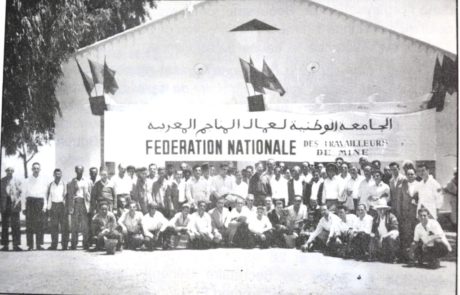 الجامعة الوطنية لعمال المناجم المغربية
FEDERATION NATIONALE DES TRAVAILLEURS
DE MINE